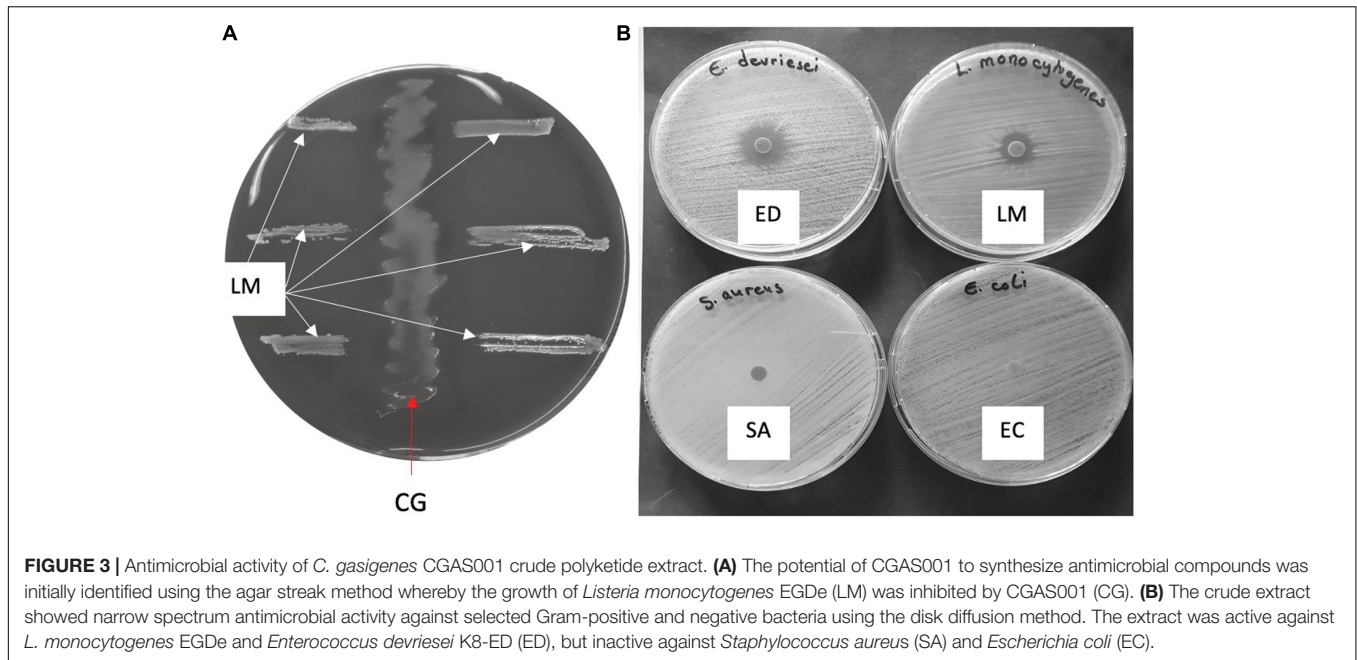 A
B
E. devriesei
L. monocytogenes
LM
ED
LM
S. aureus
E. coli
SA
EC
CG
FIGURE 3 | Antimicrobial activity of C. gasigenes CGAS001 crude polyketide extract. (A) The potential of CGAS001 to synthesize antimicrobial compounds was
initially identified using the agar streak method whereby the growth of Listeria monocytogenes EGDe (LM) was inhibited by CGAS001 (CG). (B) The crude extract
showed narrow spectrum antimicrobial activity against selected Gram-positive and negative bacteria using the disk diffusion method. The extract was active against
L. monocytogenes EGDe and Enterococcus devriesei K8-ED (ED), but inactive against Staphylococcus aureus (SA) and Escherichia coli (EC).